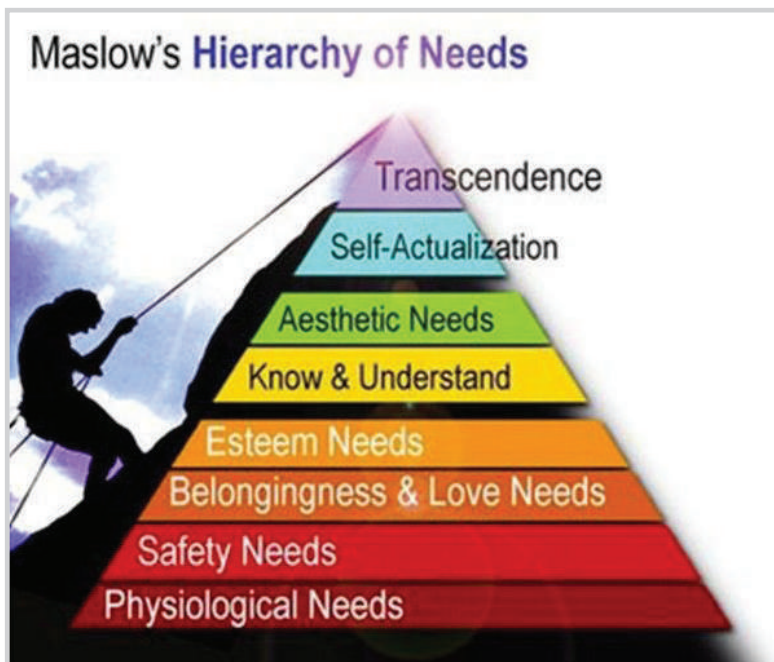 Maslow's Hierarchy of Needs
Transcendence
Self-Actualization
Aesthetic Needs
Know & Understand
Esteem Needs
Belongingness & Love Needs
Safety Needs
Physiological Needs